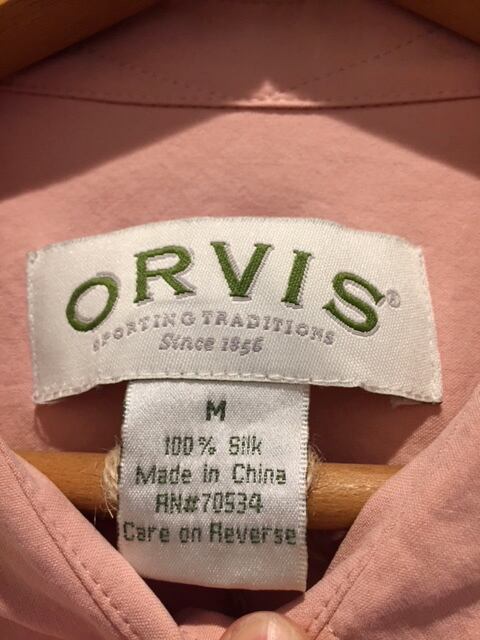 ORVIS®
SPORTING TRADITIONS
Since 1856
M
100% Silk
Made in China
RN#70534
Care on Reverse